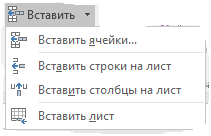 Вставить
Вставить ячейки...
Вставить строки на лист
Вставить столбцы на лист
Вставить лист